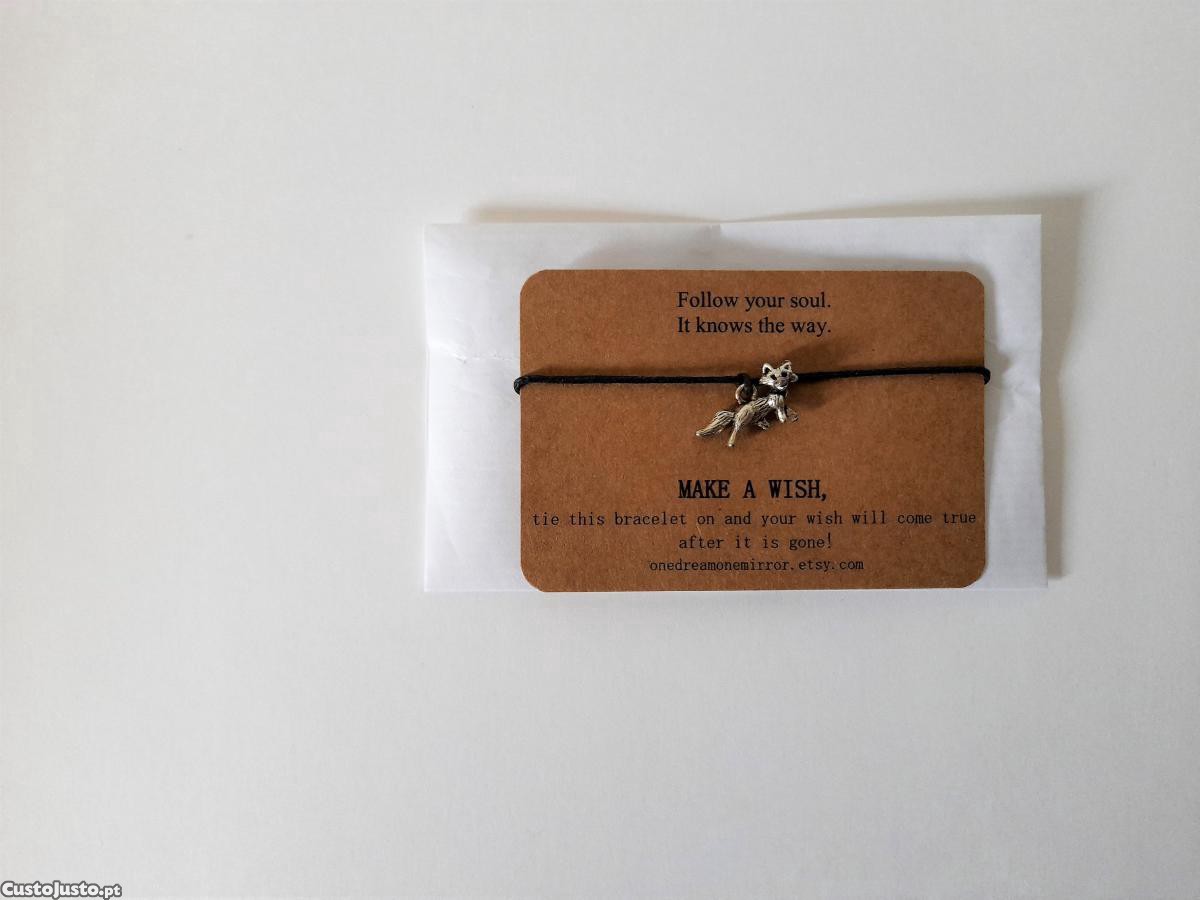 Follow your soul.
It knows the way.
MAKE A WISH,
tie this bracelet on and your wish will come true
after it is gone!
onedreamonemirror.etsy.com
CustoJusto.pt